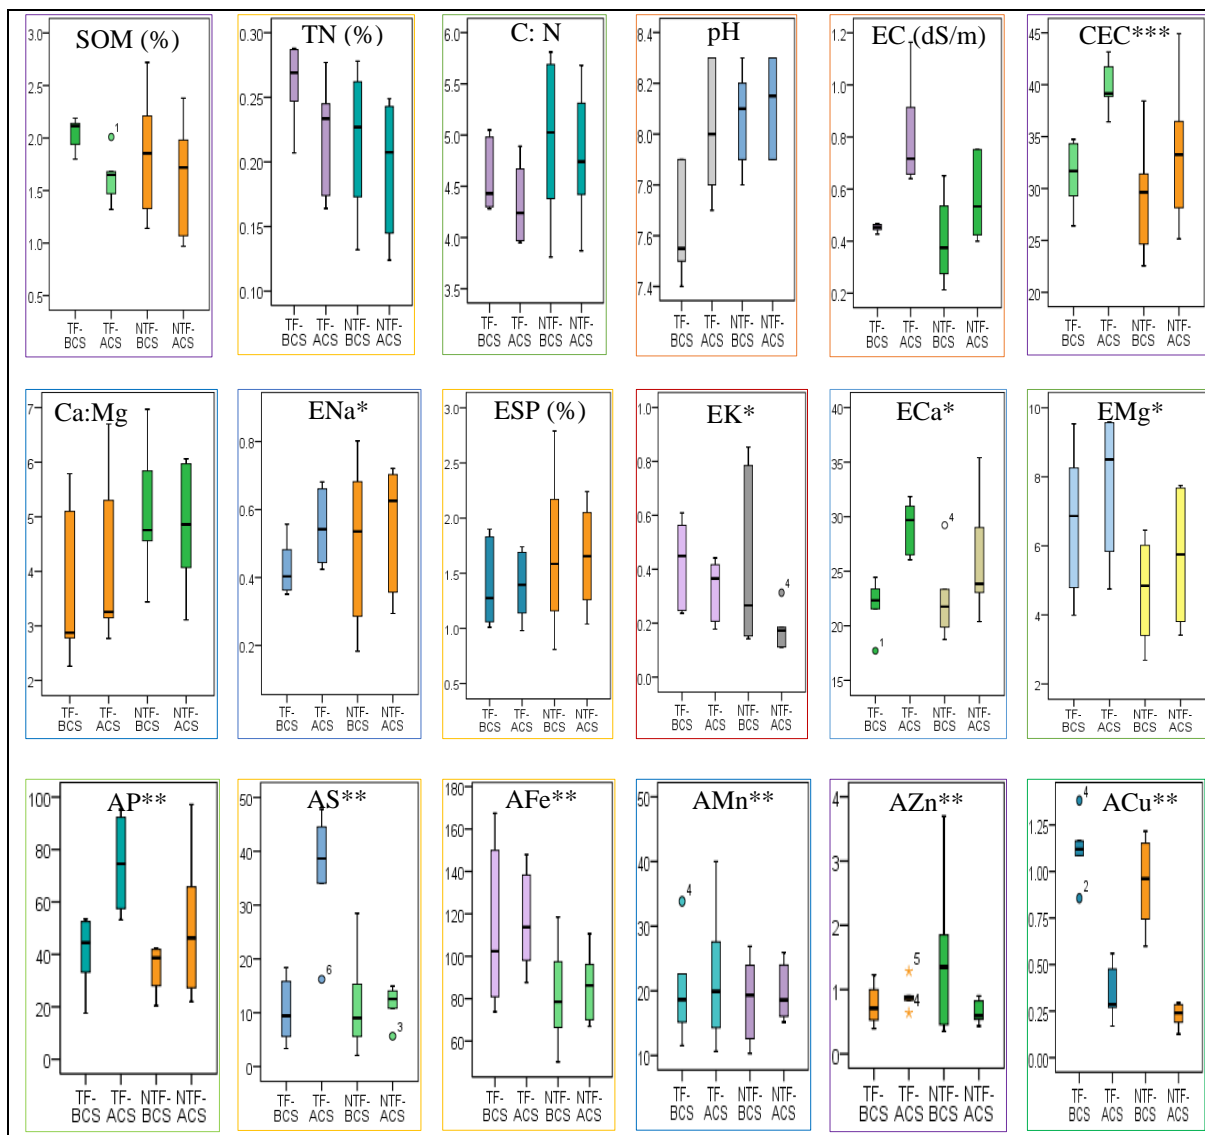 SOM (%)
3.0
2.5
2.0
1.5
1.0
0.5
1
TF- TF- NTF- NTF-
BCS ACS BCS ACS
TN (%)
0.30
0.25
0.20
0.15
0.10
TF- TF- NTF- NTF-
BCS ACS BCS ACS
C: N
6.0
5.5
5.0
4.5
4.0
3.5
TF- TF- NTF- NTF-
BCS ACS BCS ACS
pH
8.4
8.2
8.0
7.8
7.6
7.4
TF- TF- NTF- NTF-
BCS ACS BCS ACS
EC (dS/m)
1.2
1.0
0.8
0.6
0.4
0.2
TF- TF- NTF- NTF-
BCS ACS BCS ACS
CEC***
45
40
35
30
25
20
TF- TF- NTF- NTF-
BCS ACS BCS ACS
Ca:Mg
7
6
5
4
3
2
TF- TF- NTF- NTF-
BCS ACS BCS ACS
ENa*
0.8
0.6
0.4
0.2
TF- TF- NTF- NTF-
BCS ACS BCS ACS
ESP (%)
3.0
2.5
2.0
1.5
1.0
0.5
TF- TF- NTF- NTF-
BCS ACS BCS ACS
EK*
1.0
0.8
0.6
0.4
0.2
0.0
4
TF- TF- NTF- NTF-
BCS ACS BCS ACS
ECa*
40
35
30
25
20
15
4
1
TF- TF- NTF- NTF-
BCS ACS BCS ACS
EMg*
10
8
6
4
2
TF- TF- NTF- NTF-
BCS ACS BCS ACS
AP**
100
80
60
40
20
0
TF- TF- NTF- NTF-
BCS ACS BCS ACS
AS**
50
40
30
20
10
0
6
3
TF- TF- NTF- NTF-
BCS ACS BCS ACS
AFe**
180
160
140
120
100
80
60
TF- TF- NTF- NTF-
BCS ACS BCS ACS
AMn**
50
40
30
20
10
4
TF- TF- NTF- NTF-
BCS ACS BCS ACS
AZn**
4
3
2
1
0
5
4
TF- TF- NTF- NTF-
BCS ACS BCS ACS
ACu**
1.25
1.00
0.75
0.50
0.25
0.00
4
2
TF- TF- NTF- NTF-
BCS ACS BCS ACS